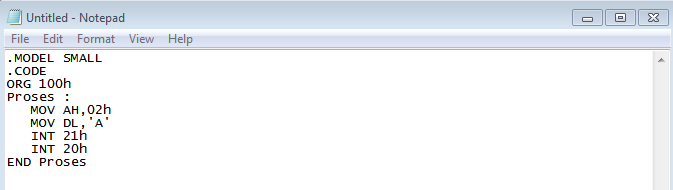 Untitled - Notepad
File Edit Format View Help
.MODEL SMALL
.CODE
ORG 100h
Proses :
   MOV AH,02h
   MOV DL,'A'
   INT 21h
   INT 20h
END Proses